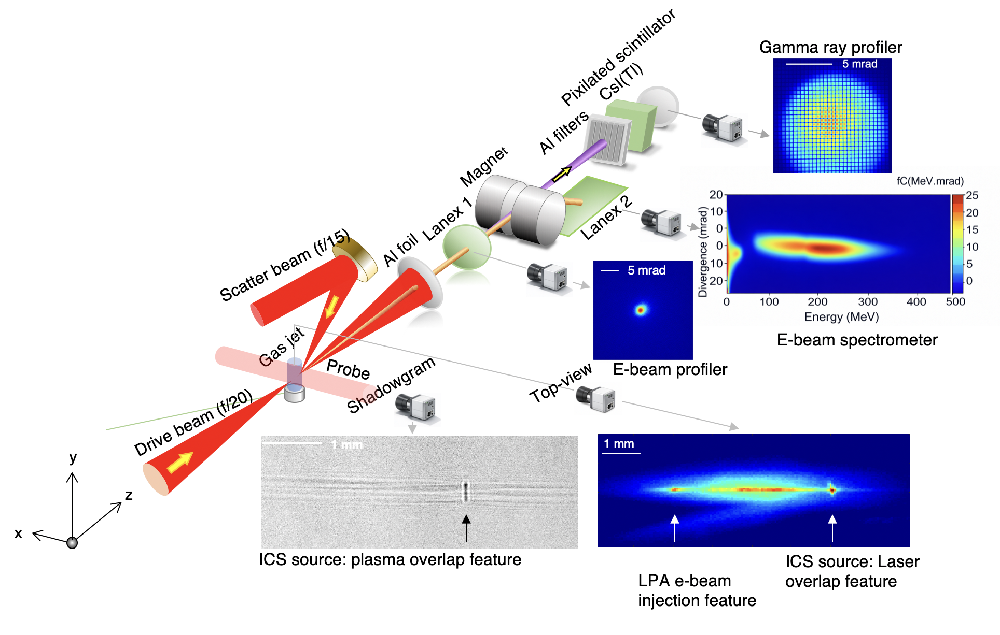 Gamma ray profiler
5 mrad
Pixilated scintillator
CsI(Tl)
Al filters
Magnet
Lanex 1
Lanex 2
Al foil
Scatter beam (f/15)
fC(MeV.mrad)
20
10
0
0
10
20
Divergence (mrad)
0
100
200
300
400
500
Energy (MeV)
25
20
15
10
5
0
E-beam spectrometer
5 mrad
E-beam profiler
Gas jet
Probe
Shadowgram
Top-view
Drive beam (f/20)
y
z
x
1 mm
ICS source: plasma overlap feature
1 mm
LPA e-beam
injection feature
ICS source: Laser
overlap feature